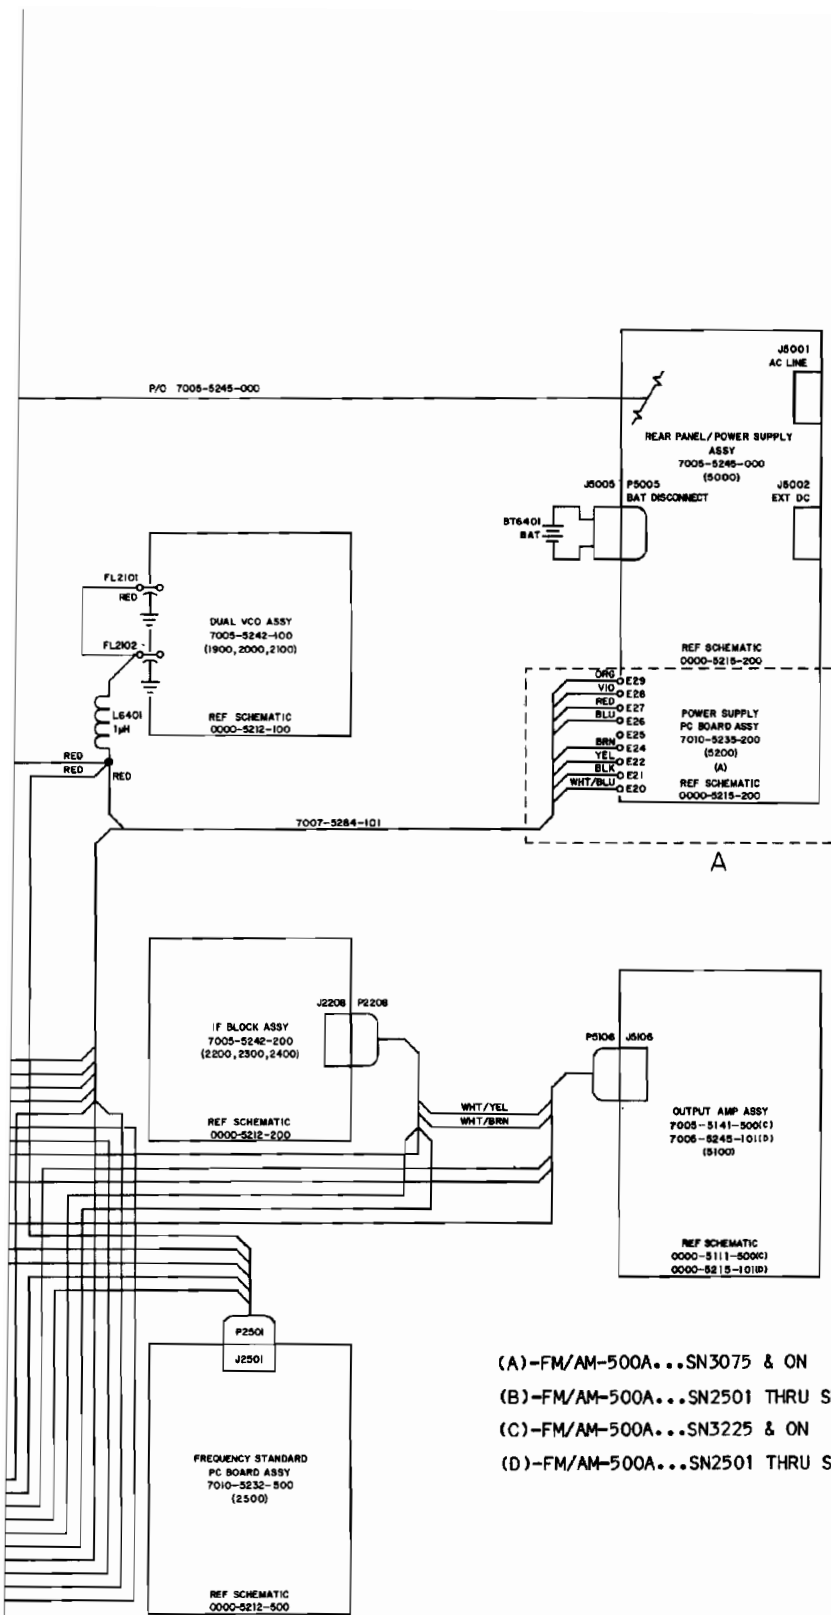 J5001
AC LINE
P/O 7005-5245-000
REAR PANEL/POWER SUPPLY
ASSY
7005-5245-000
(5000)
J5005 P5005
BAT DISCONNECT
J5002
EXT DC
BT6401
BAT
FL2101
RED
DUAL VCO ASSY
7005-5242-100
(1900,2000,2100)
FL2102
REF SCHEMATIC
0000-5215-200
L6401
1µH
REF SCHEMATIC
0000-5212-100
RED
RED
RED
ORG E29
VIO E28
RED E27
BLU E26
E25
BRN E24
YEL E22
BLK E21
WHT/BLU E20
POWER SUPPLY
PC BOARD ASSY
7010-5235-200
(5200)
(A)
REF SCHEMATIC
0000-5215-200
7007-5284-101
A
J2208 P2208
IF BLOCK ASSY
7005-5242-200
(2200,2300,2400)
P5106 J5106
WHT/YEL
WHT/BRN
REF SCHEMATIC
0000-5212-200
OUTPUT AMP ASSY
7005-5141-500(C)
7006-5245-101(D)
(5100)
REF SCHEMATIC
0000-5111-500(C)
0000-5215-101(D)
P2501
J2501
(A)-FM/AM-500A...SN3075 & ON
(B)-FM/AM-500A...SN2501 THRU S
(C)-FM/AM-500A...SN3225 & ON
(D)-FM/AM-500A...SN2501 THRU S
FREQUENCY STANDARD
PC BOARD ASSY
7010-5232-500
(2500)
REF SCHEMATIC
0000-5212-500